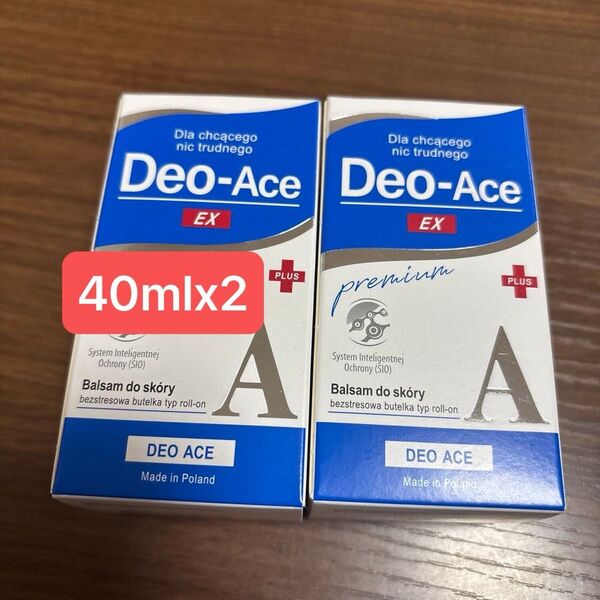 Dla chcącego
nic trudnego
Deo-Ace
EX
PLUS
40mlx2
System Inteligentnej
Ochrony (SIO)
A
Balsam do skóry
bezstresowa butelka typ roll-on
DEO ACE
Made in Poland
Dla chcącego
nic trudnego
Deo-Ace
EX
premium
PLUS
System Inteligentnej
Ochrony (SIO)
A
Balsam do skóry
bezstresowa butelka typ roll-on
DEO ACE
Made in Poland